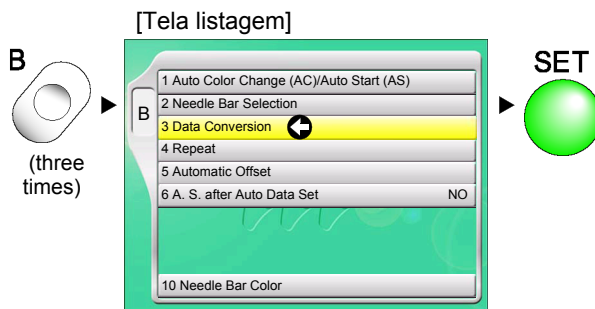 [Tela listagem]
B
(three
times)
B
1 Auto Color Change (AC)/Auto Start (AS)
2 Needle Bar Selection
3 Data Conversion
4 Repeat
5 Automatic Offset
6 A. S. after Auto Data Set NO
10 Needle Bar Color
SET